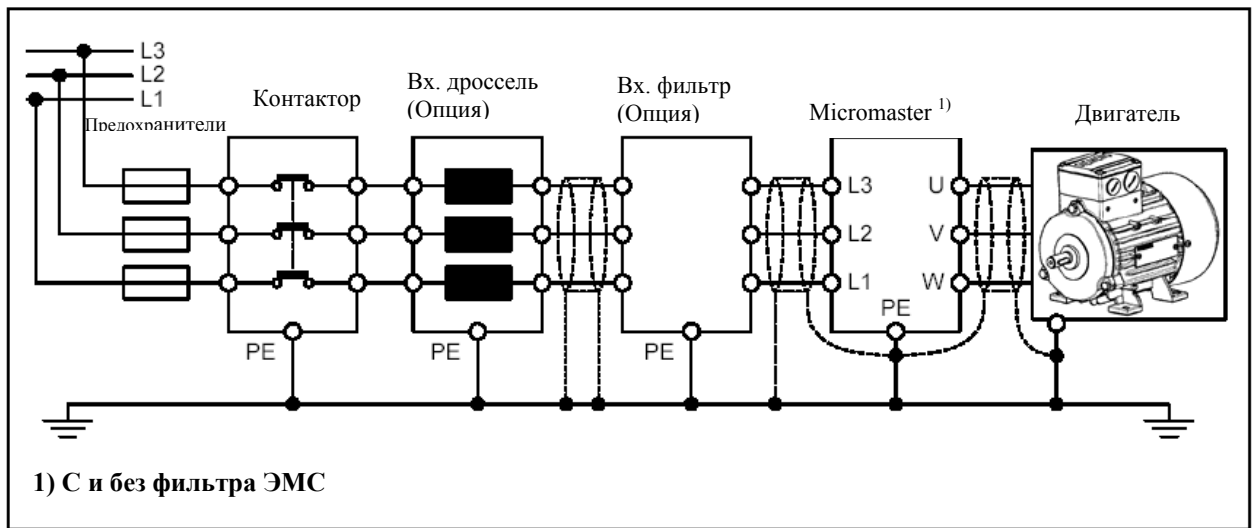 L3
L2
L1
Предохранители
Контактор
Вх. дроссель
(Опция)
Вх. фильтр
(Опция)
Micromaster 1)
Двигатель
L3
L2
L1
U
V
W
PE
PE
PE
PE
1) С и без фильтра ЭМС